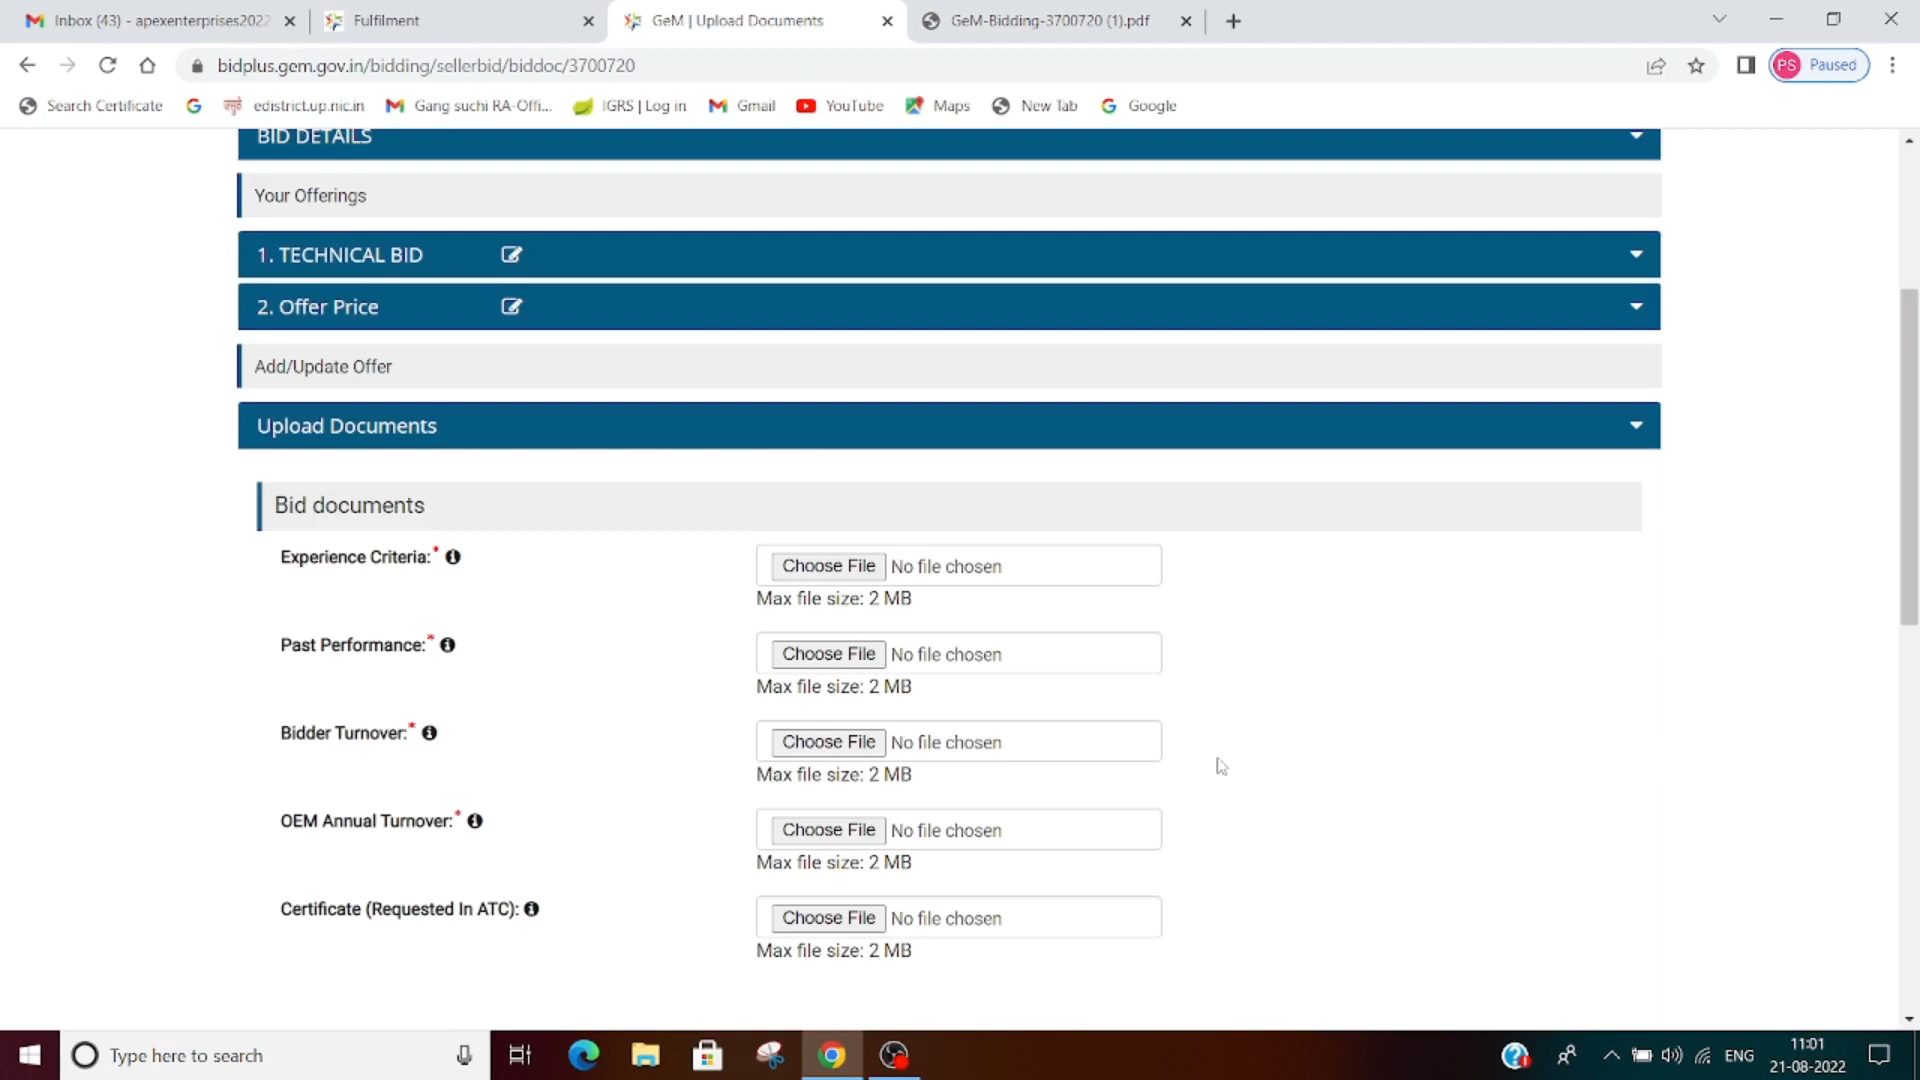 Inbox (43) - apexenterprises2022
Fulfilment
GeM | Upload Documents
GeM-Bidding-3700720 (1).pdf
bidplus.gem.gov.in/bidding/sellerbid/biddoc/3700720
PS Paused
Search Certificate
edistrict.up.nic.in
Gang suchi RA-Offi...
IGRS | Log in
Gmail
YouTube
Maps
New Tab
Google
BID DETAILS
Your Offerings
1. TECHNICAL BID
2. Offer Price
Add/Update Offer
Upload Documents
Bid documents
Experience Criteria:*
Choose File No file chosen
Max file size: 2 MB
Past Performance:*
Choose File No file chosen
Max file size: 2 MB
Bidder Turnover:*
Choose File No file chosen
Max file size: 2 MB
OEM Annual Turnover:*
Choose File No file chosen
Max file size: 2 MB
Certificate (Requested In ATC):
Choose File No file chosen
Max file size: 2 MB
Type here to search
ENG
11:01
21-08-2022